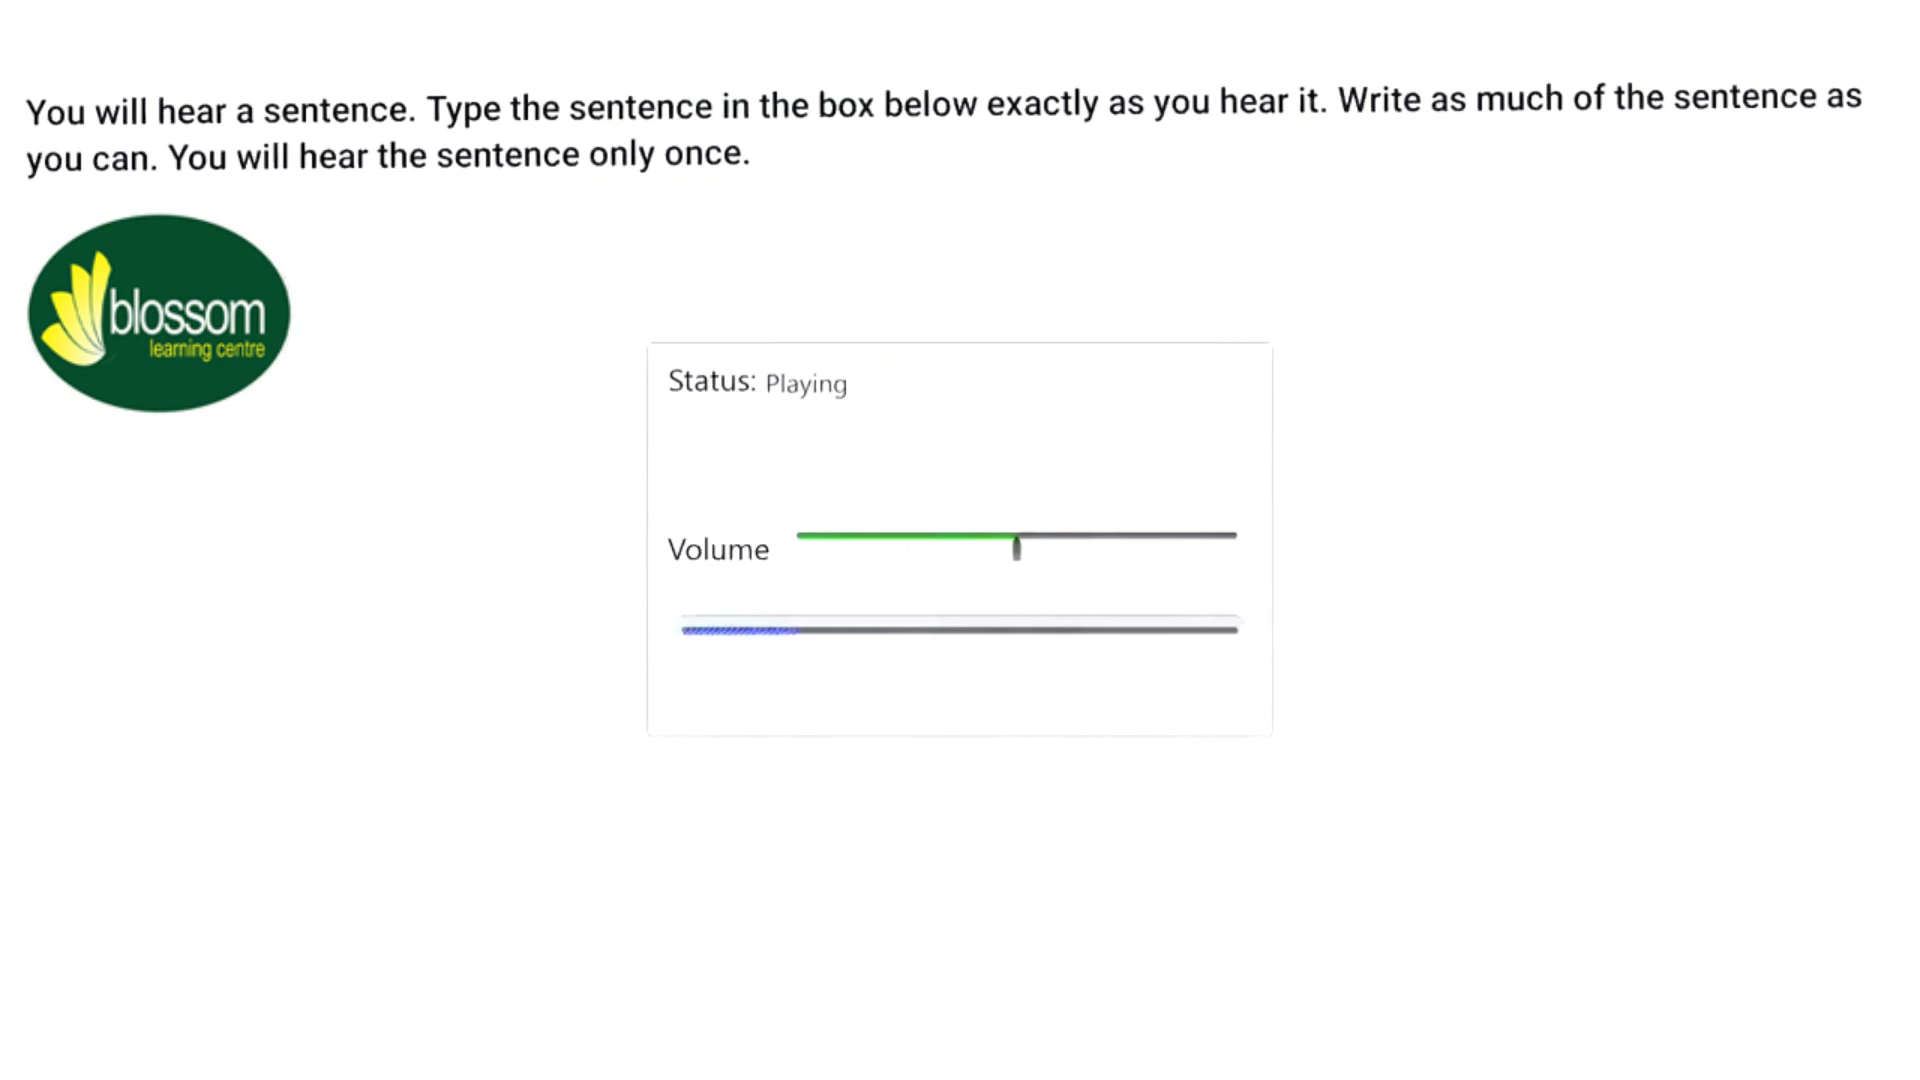 You will hear a sentence. Type the sentence in the box below exactly as you hear it. Write as much of the sentence as
you can. You will hear the sentence only once.
blossom
learning centre
Status: Playing
Volume